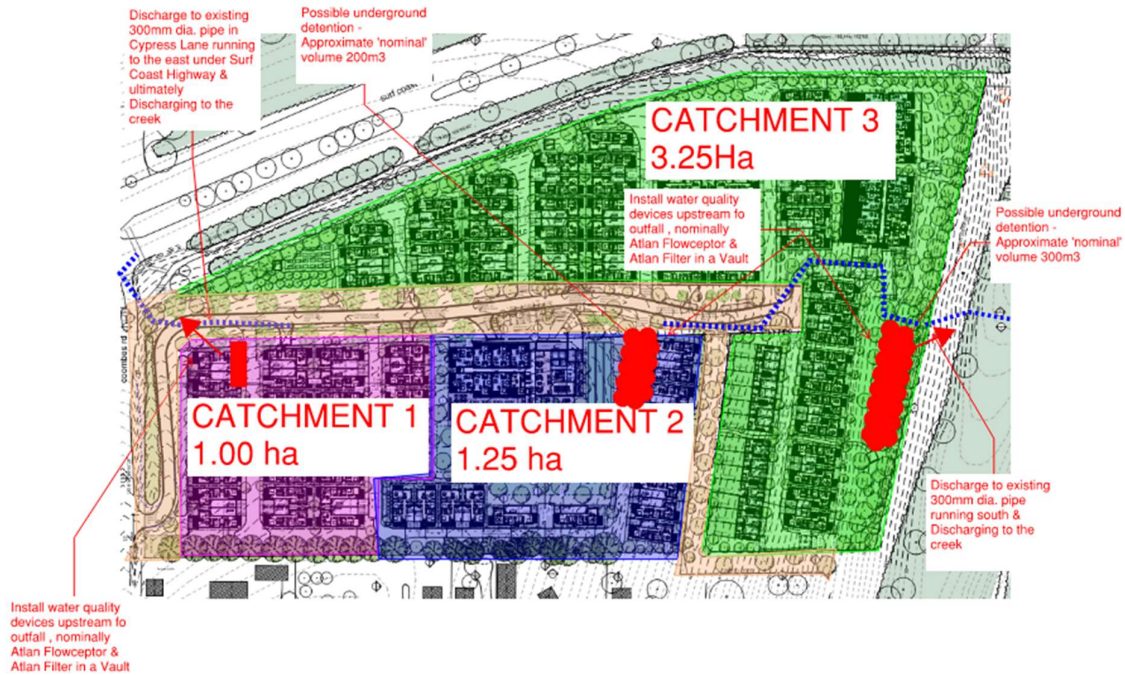 Discharge to existing
300mm dia. pipe in
Cypress Lane running
to the east under Surf
Coast Highway &
ultimately
Discharging to the
creek
Possible underground
detention -
Approximate 'nominal'
volume 200m3
surf coast
CATCHMENT 3
3.25Ha
Install water quality
devices upstream fo
outfall , nominally
Atlan Flowceptor &
Atlan Filter in a Vault
Possible underground
detention -
Approximate 'nominal'
volume 300m3
coombes rd
CATCHMENT 1
1.00 ha
CATCHMENT 2
1.25 ha
Discharge to existing
300mm dia. pipe
running south &
Discharging to the
creek
Install water quality
devices upstream fo
outfall , nominally
Atlan Flowceptor &
Atlan Filter in a Vault